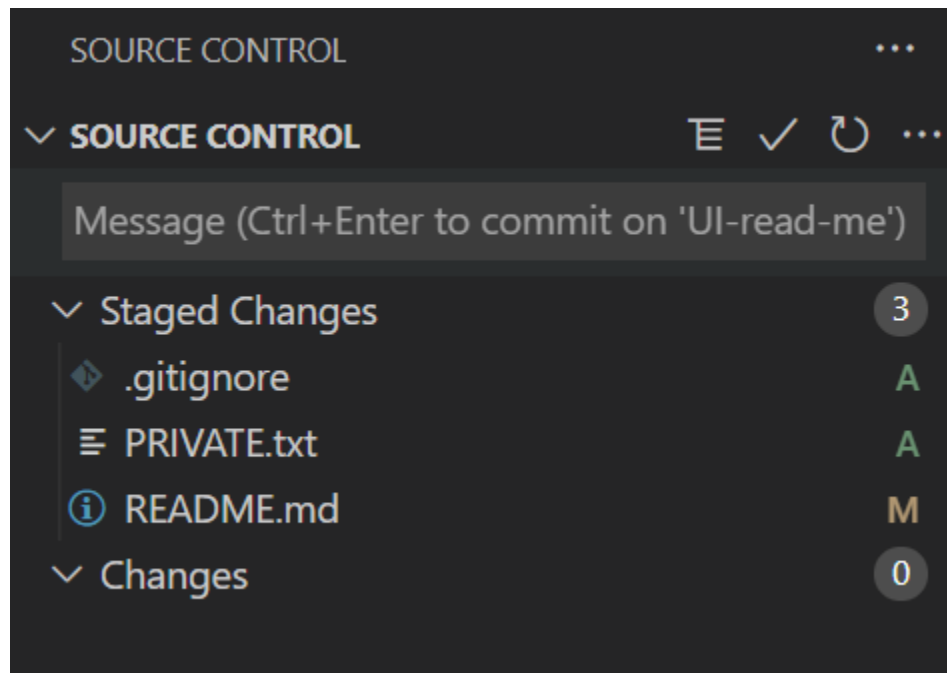 SOURCE CONTROL ...
SOURCE CONTROL ...
Message (Ctrl+Enter to commit on 'UI-read-me')
Staged Changes 3
.gitignore A
PRIVATE.txt A
README.md M
Changes 0